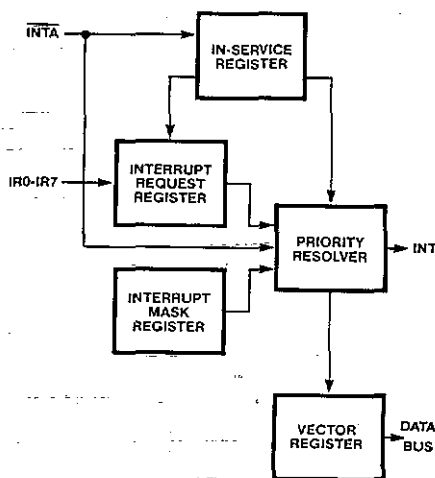 INTA
IN-SERVICE
REGISTER
IR0-IR7
INTERRUPT
REQUEST
REGISTER
PRIORITY
RESOLVER
INT
INTERRUPT
MASK
REGISTER
VECTOR
REGISTER
DATA
BUS